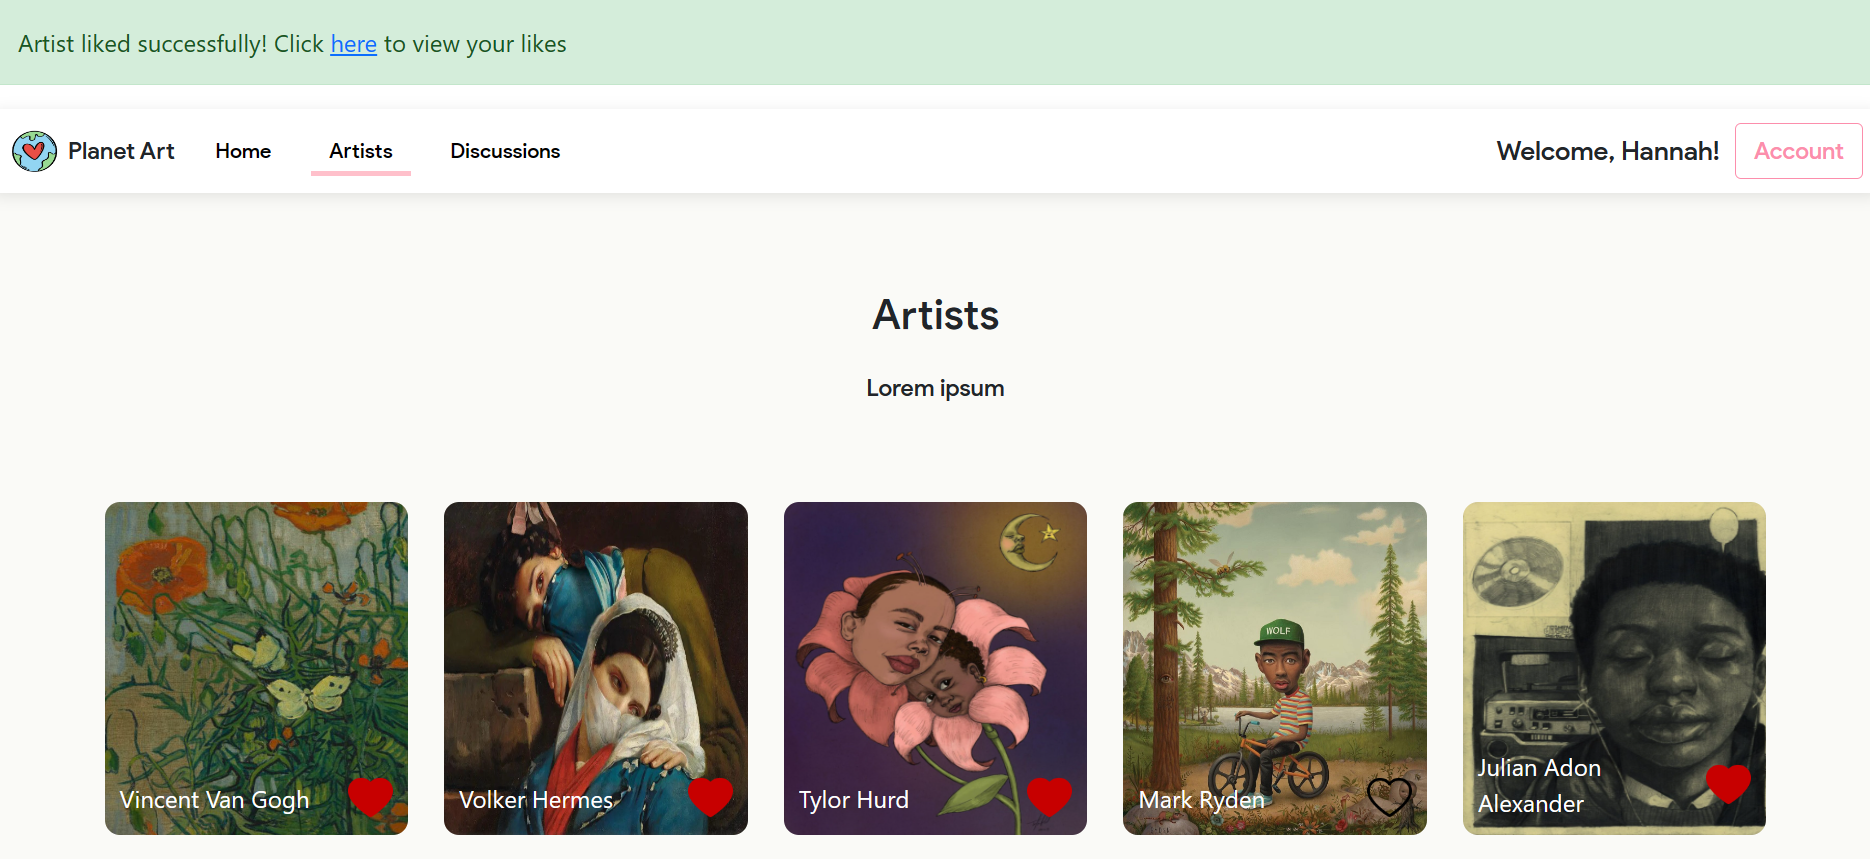 Artist liked successfully! Click here to view your likes
Planet Art
Home
Artists
Discussions
Welcome, Hannah!
Account
Artists
Lorem ipsum
WOLF
Vincent Van Gogh
Volker Hermes
Tylor Hurd
Mark Ryden
Julian Adon
Alexander